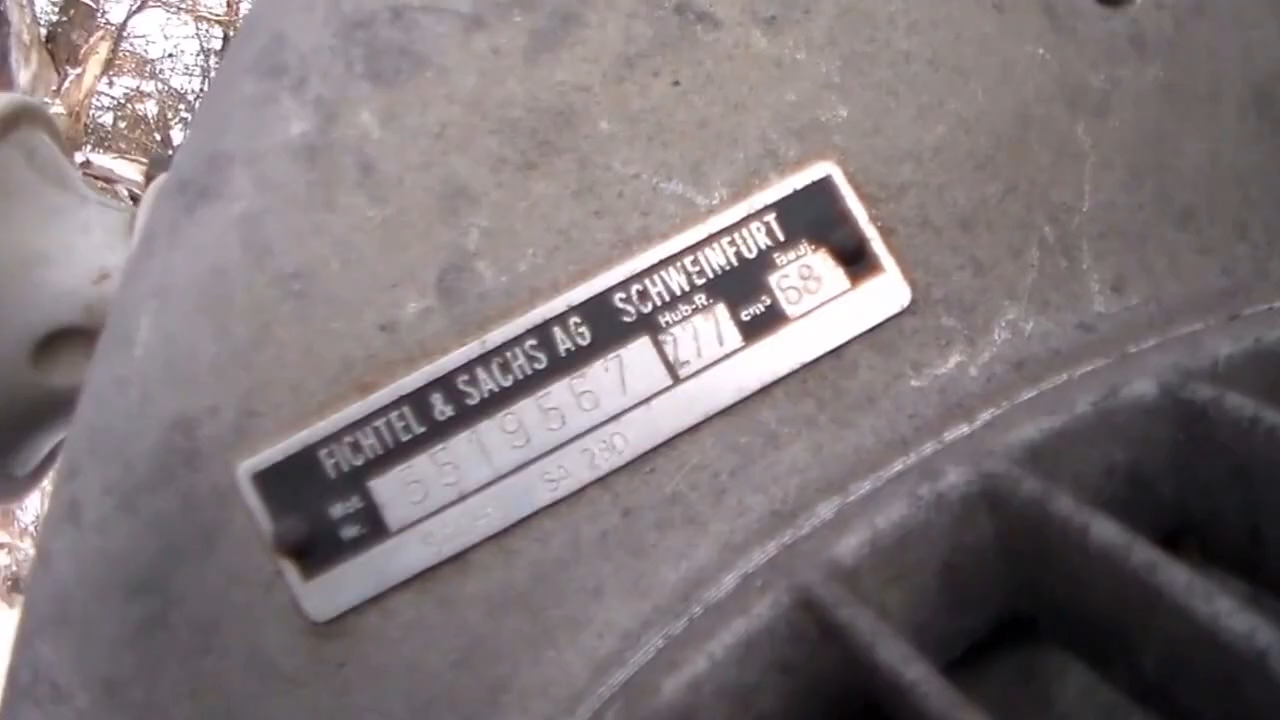 FICHTEL & SACHS AG SCHWEINFURT
Mot. Nr. 5519567 Hub-R. 277 cm³ Bauj. 68
SA 280